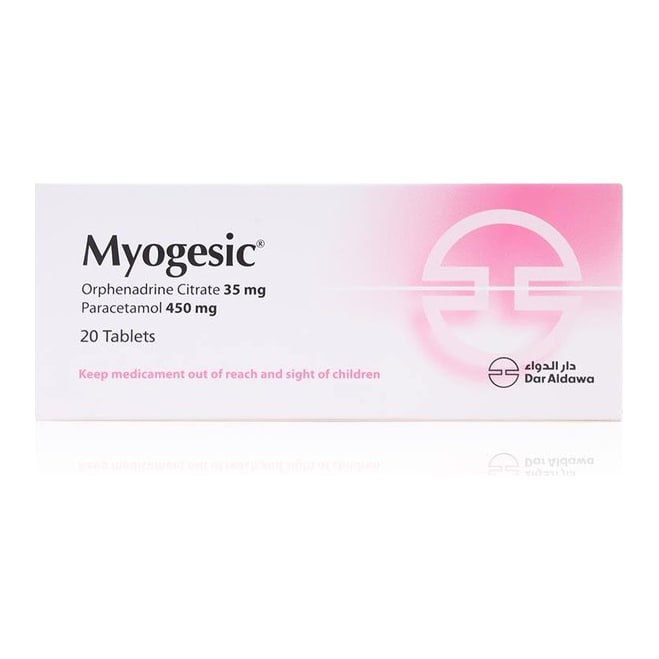 Myogesic®
Orphenadrine Citrate 35 mg
Paracetamol 450 mg
20 Tablets
Keep medicament out of reach and sight of children
دار الدواء
Dar Aldawa